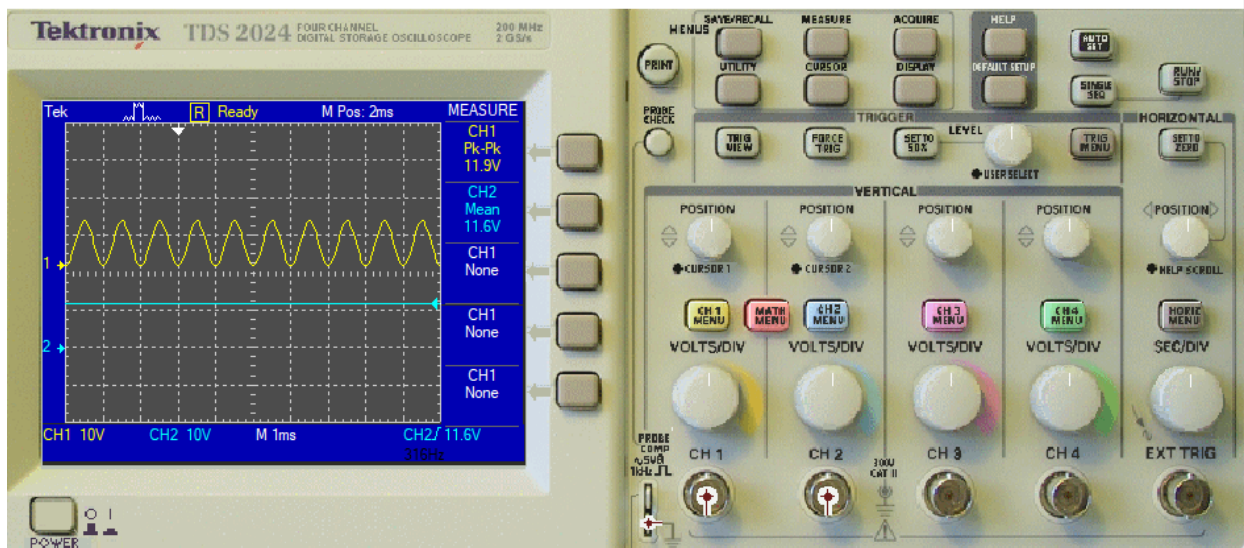 Tektronix TDS 2024 FOUR CHANNEL DIGITAL STORAGE OSCILLOSCOPE 200 MHz 2 GS/s
Tek R Ready M Pos: 2ms MEASURE
CH1
Pk-Pk
11.9V
CH2
Mean
11.6V
CH1
None
CH1
None
CH1
None
1
2
CH1 10V CH2 10V M 1ms CH2 11.6V
316Hz
POWER
MENUS
SAVE/RECALL MEASURE ACQUIRE HELP
PRINT
UTILITY CURSOR DISPLAY DEFAULT SETUP
AUTO SET
SINGLE SEQ
RUN/STOP
PROBE CHECK
TRIGGER
HORIZONTAL
TRIG VIEW
FORCE TRIG
SET TO 50%
LEVEL
TRIG MENU
SET TO ZERO
USER SELECT
VERTICAL
POSITION POSITION POSITION POSITION POSITION
CURSOR 1 CURSOR 2 HELP SCROLL
CH 1 MENU
MATH MENU
CH2 MENU
CH 3 MENU
CH4 MENU
HORIZ MENU
VOLTS/DIV VOLTS/DIV VOLTS/DIV VOLTS/DIV SEC/DIV
PROBE COMP
~5V@
1kHz
CH 1 CH 2 CH 3 CH 4 EXT TRIG
300V
CAT II